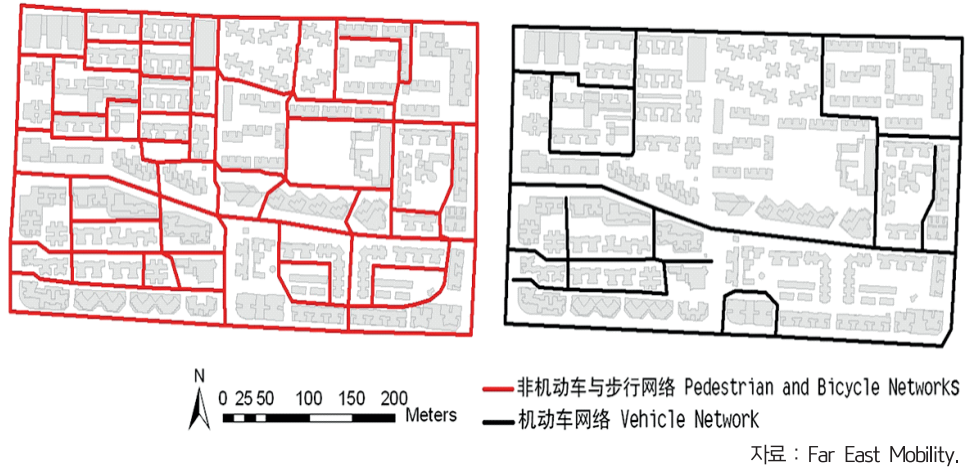 N
0 25 50 100 150 200
Meters
非机动车与步行网络 Pedestrian and Bicycle Networks
机动车网络 Vehicle Network
자료 : Far East Mobility.